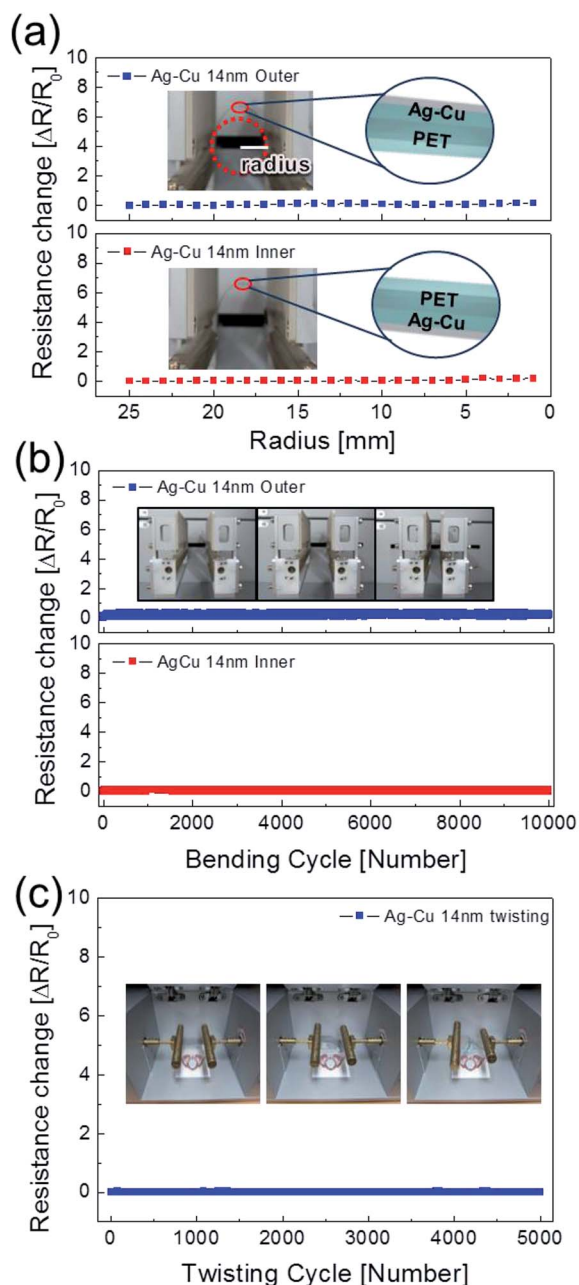 (a)
Resistance change [ΔR/R0]
10
8
6
4
2
0
Ag-Cu 14nm Outer
radius
Ag-Cu
PET
10
8
6
4
2
0
Ag-Cu 14nm Inner
PET
Ag-Cu
25 20 15 10 5 0
Radius [mm]
(b)
Resistance change [ΔR/R0]
10
8
6
4
2
0
Ag-Cu 14nm Outer
8
6
4
2
0
AgCu 14nm Inner
0 2000 4000 6000 8000 10000
Bending Cycle [Number]
(c)
Resistance change [ΔR/R0]
10
8
6
4
2
0
Ag-Cu 14nm twisting
0 1000 2000 3000 4000 5000
Twisting Cycle [Number]